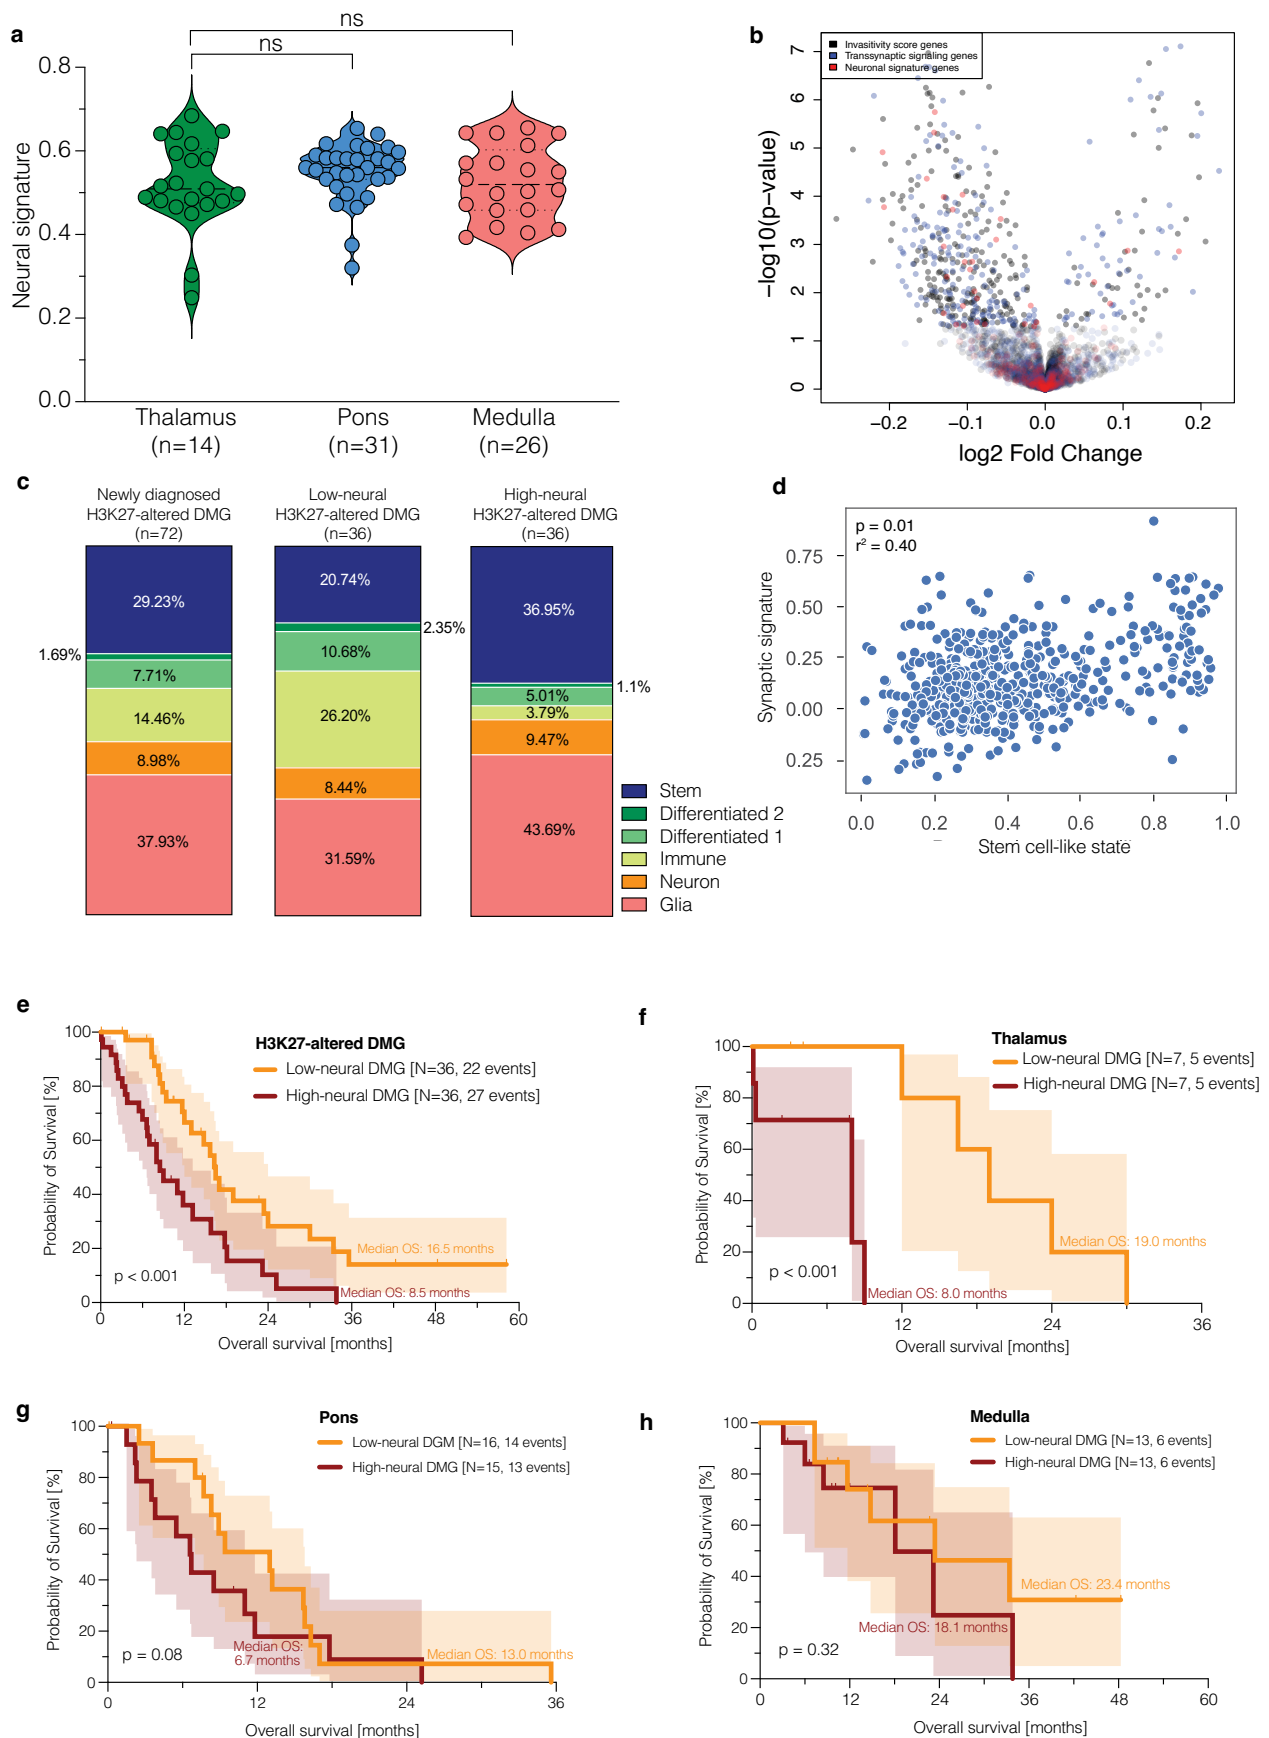 a
ns
ns
Neural signature
0.8
0.6
0.4
0.2
0.0
Thalamus
(n=14)
Pons
(n=31)
Medulla
(n=26)
b
Invasitivity score genes
Transsynaptic signaling genes
Neuronal signature genes
−log10(p-value)
7
6
5
4
3
2
1
0
−0.2
−0.1
0.0
0.1
0.2
log2 Fold Change
c
Newly diagnosed
H3K27-altered DMG
(n=72)
Low-neural
H3K27-altered DMG
(n=36)
High-neural
H3K27-altered DMG
(n=36)
29.23%
1.69%
7.71%
14.46%
8.98%
37.93%
20.74%
2.35%
10.68%
26.20%
8.44%
31.59%
36.95%
1.1%
5.01%
3.79%
9.47%
43.69%
Stem
Differentiated 2
Differentiated 1
Immune
Neuron
Glia
d
p = 0.01
r² = 0.40
Synaptic signature
0.75
0.50
0.25
0.00
0.25
0.0
0.2
0.4
0.6
0.8
1.0
Stem cell-like state
e
H3K27-altered DMG
Low-neural DMG [N=36, 22 events]
High-neural DMG [N=36, 27 events]
Probability of Survival [%]
100
80
60
40
20
0
Median OS: 16.5 months
Median OS: 8.5 months
p < 0.001
0
12
24
36
48
60
Overall survival [months]
f
Thalamus
Low-neural DMG [N=7, 5 events]
High-neural DMG [N=7, 5 events]
Probability of Survival [%]
100
80
60
40
20
0
Median OS: 19.0 months
Median OS: 8.0 months
p < 0.001
0
12
24
36
Overall survival [months]
g
Pons
Low-neural DGM [N=16, 14 events]
High-neural DMG [N=15, 13 events]
Probability of Survival [%]
100
80
60
40
20
0
Median OS:
6.7 months
Median OS: 13.0 months
p = 0.08
0
12
24
36
Overall survival [months]
h
Medulla
Low-neural DMG [N=13, 6 events]
High-neural DMG [N=13, 6 events]
Probability of Survival [%]
100
80
60
40
20
0
Median OS: 23.4 months
Median OS: 18.1 months
p = 0.32
0
12
24
36
48
60
Overall survival [months]